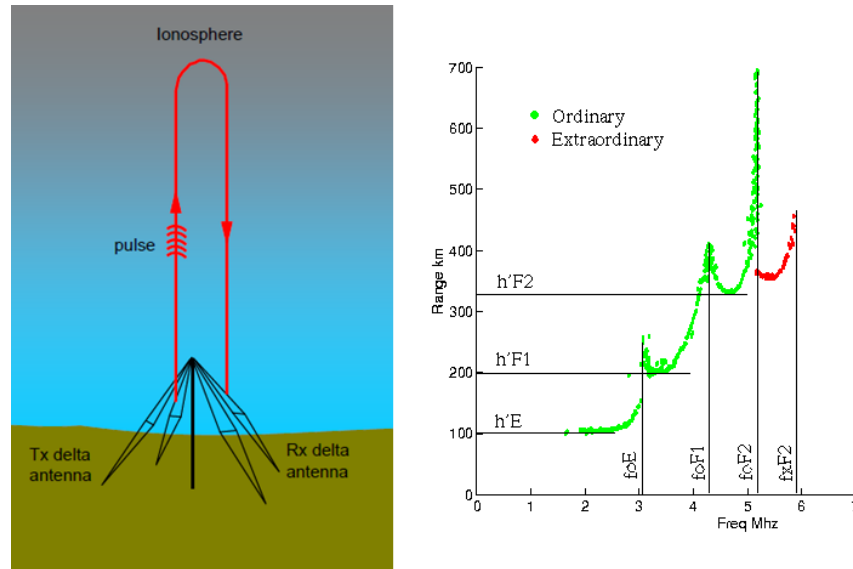 Ionosphere
pulse
Tx delta
antenna
Rx delta
antenna
700
600
500
400
300
200
100
0
Range km
Ordinary
Extraordinary
h'F2
h'F1
h'E
foE
foF1
foF2
fxF2
0 1 2 3 4 5 6 7
Freq Mhz